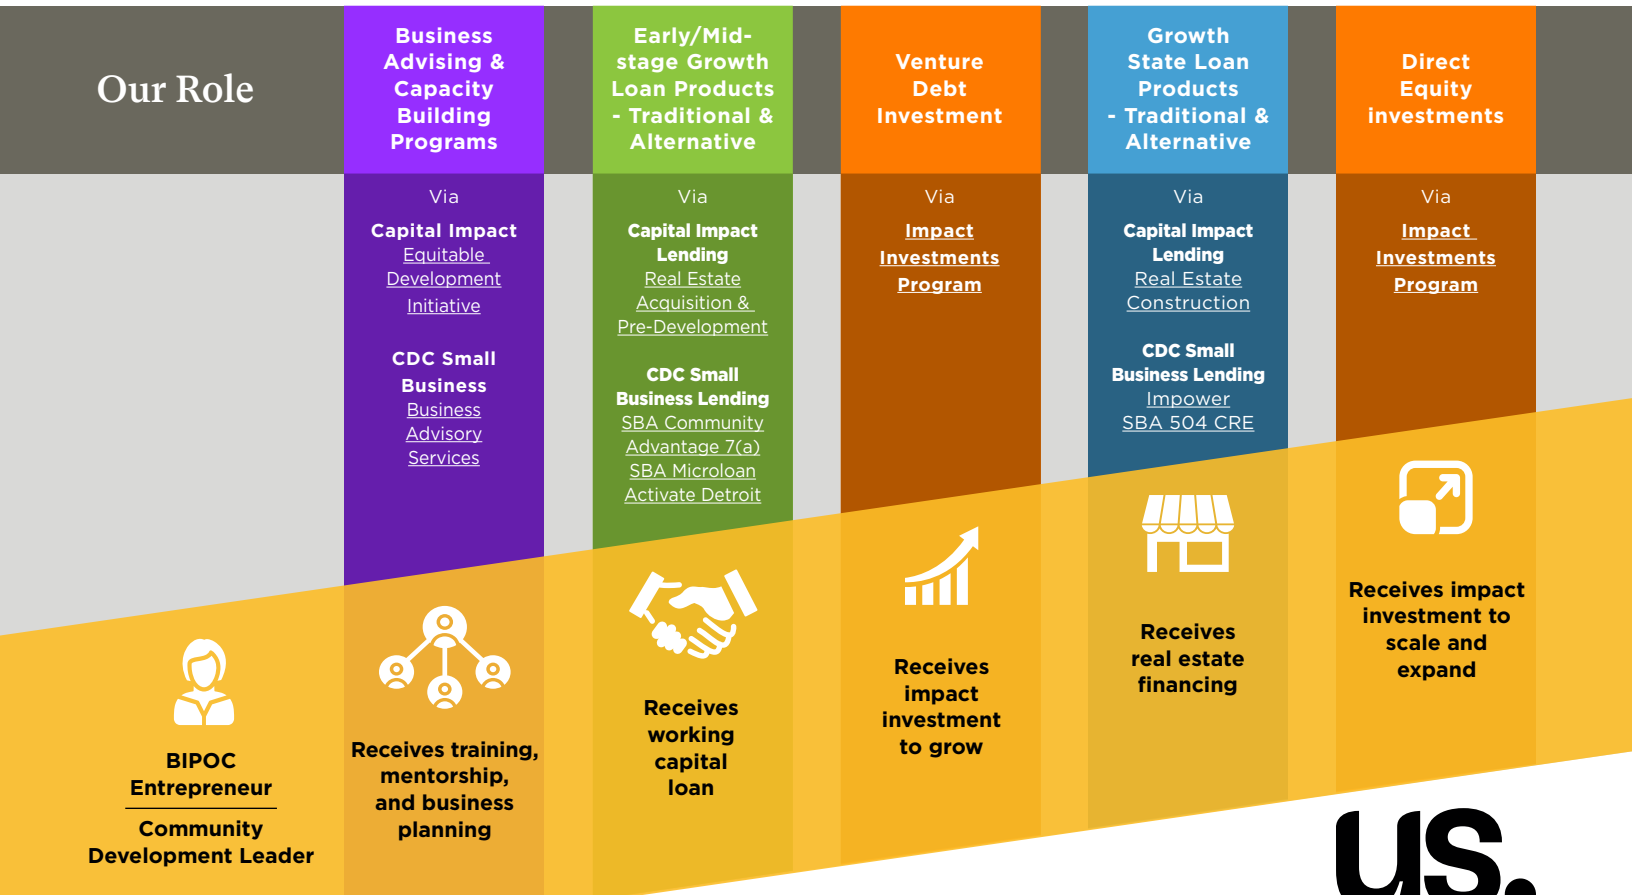 Our Role
Business
Advising &
Capacity
Building
Programs
Early/Mid-
stage Growth
Loan Products
- Traditional &
Alternative
Venture
Debt
Investment
Growth
State Loan
Products
- Traditional &
Alternative
Direct
Equity
investments
Via
Capital Impact
Equitable
Development
Initiative
CDC Small
Business
Business
Advisory
Services
Via
Capital Impact
Lending
Real Estate
Acquisition &
Pre-Development
CDC Small
Business Lending
SBA Community
Advantage 7(a)
SBA Microloan
Activate Detroit
Via
Impact
Investments
Program
Via
Capital Impact
Lending
Real Estate
Construction
CDC Small
Business Lending
Impower
SBA 504 CRE
Via
Impact
Investments
Program
BIPOC
Entrepreneur
Community
Development Leader
Receives training,
mentorship,
and business
planning
Receives
working
capital
loan
Receives
impact
investment
to grow
Receives
real estate
financing
Receives impact
investment to
scale and
expand
us.